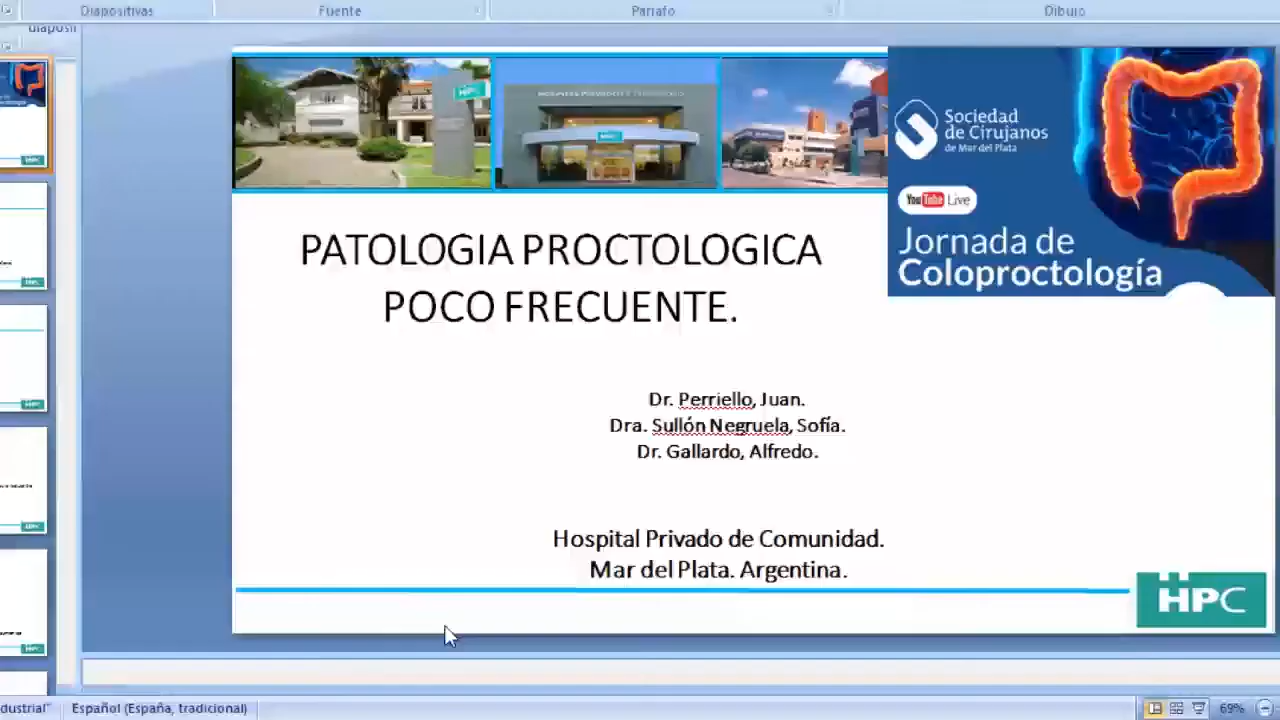 Diapositivas
Fuente
Párrafo
Dibujo
HPC
Sociedad
de Cirujanos
de Mar del Plata
YouTube Live
Jornada de
Coloproctología
PATOLOGIA PROCTOLOGICA
POCO FRECUENTE.
Dr. Perriello, Juan.
Dra. Sullón Negruela, Sofía.
Dr. Gallardo, Alfredo.
Hospital Privado de Comunidad.
Mar del Plata. Argentina.
HPC
dustrial"
Español (España, tradicional)
69%